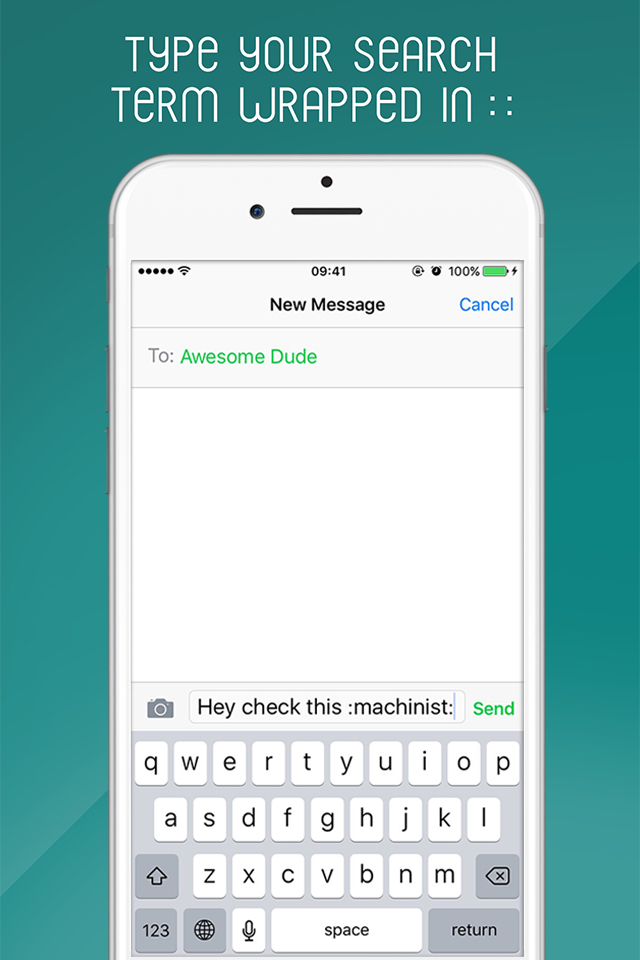 TYPE YOUR SEARCH
TERM WRAPPED IN ::
09:41
100%
New Message
Cancel
To: Awesome Dude
Hey check this :machinist:
Send
q w e r t y u i o p
a s d f g h j k l
z x c v b n m
123
space
return